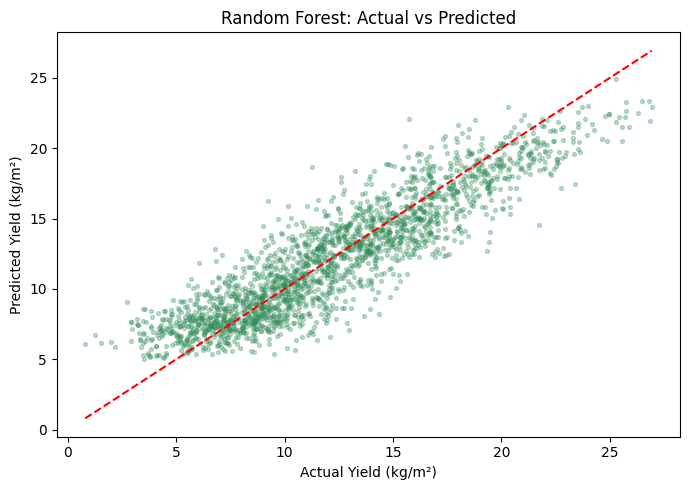 Random Forest: Actual vs Predicted
Predicted Yield (kg/m²)
25
20
15
10
5
0
0 5 10 15 20 25
Actual Yield (kg/m²)